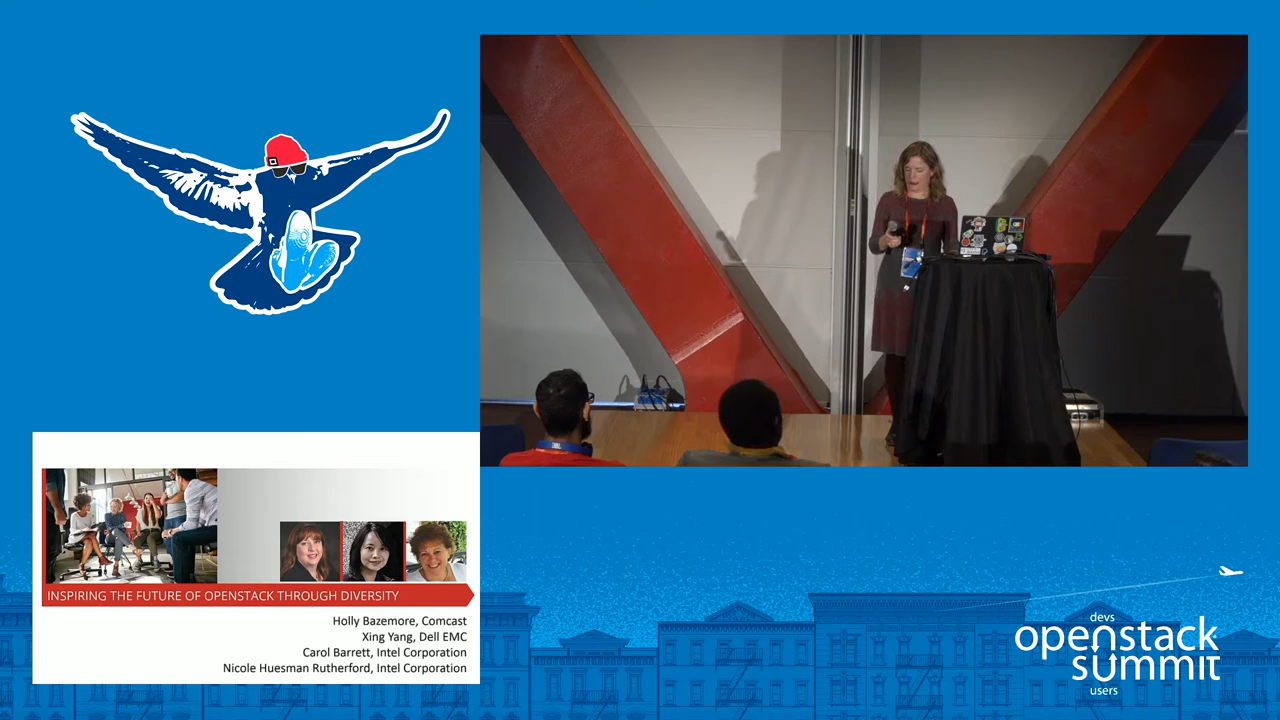 INSPIRING THE FUTURE OF OPENSTACK THROUGH DIVERSITY
Holly Bazemore, Comcast
Xing Yang, Dell EMC
Carol Barrett, Intel Corporation
Nicole Huesman Rutherford, Intel Corporation
devs
openstack
summit
users